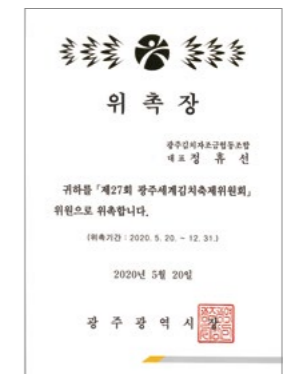 위 촉 장
광주김치자조금협동조합
대표 정 휴 선
귀하를 「제27회 광주세계김치축제위원회」
위원으로 위촉합니다.
(위촉기간 : 2020. 5. 20. ~ 12. 31.)
2020년 5월 20일
광 주 광 역 시 장